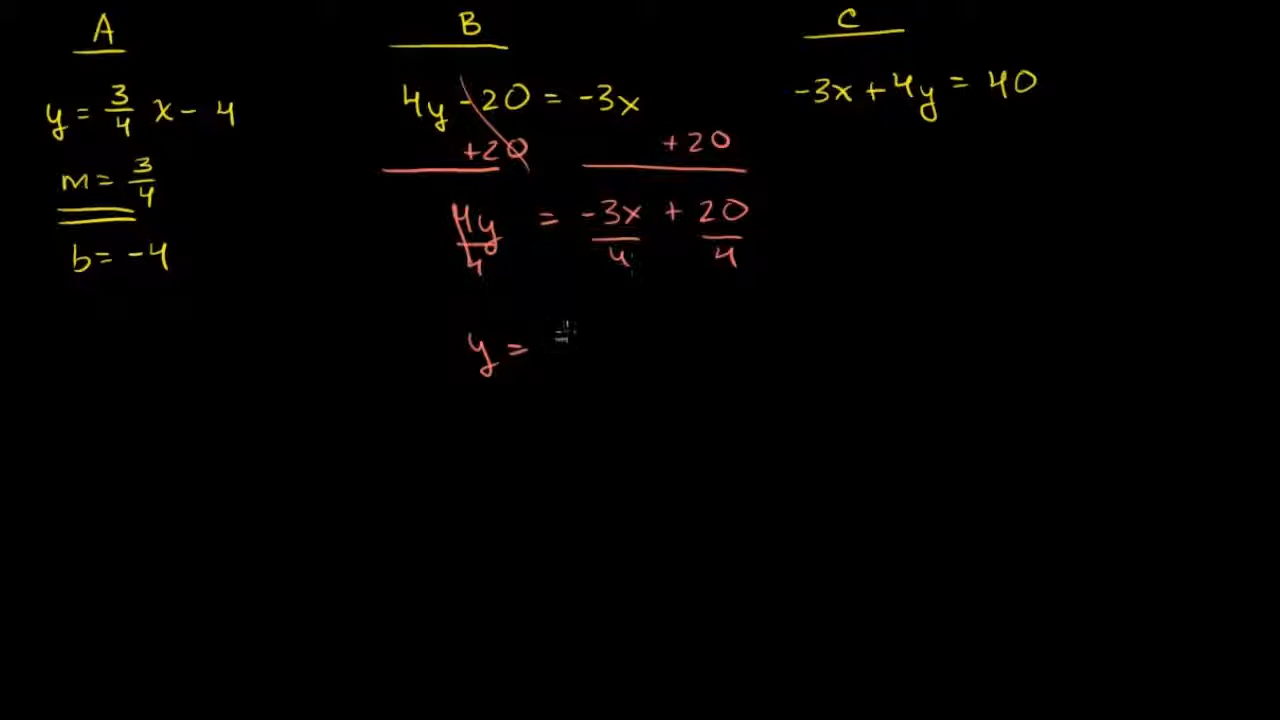 A
y = 3/4 x - 4
m = 3/4
b = -4
B
4y - 20 = -3x
+20 +20
4y/4 = -3x/4 + 20/4
y = -
C
-3x + 4y = 40